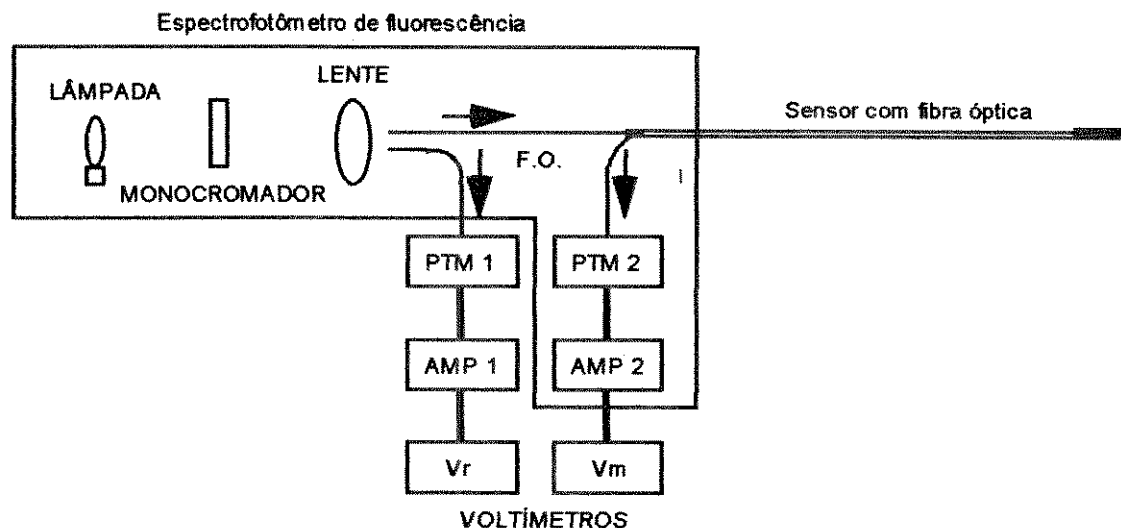 Espectrofotômetro de fluorescência
LENTE
LÂMPADA
MONOCROMADOR
F.O.
Sensor com fibra óptica
PTM 1
PTM 2
AMP 1
AMP 2
Vr
Vm
VOLTÍMETROS